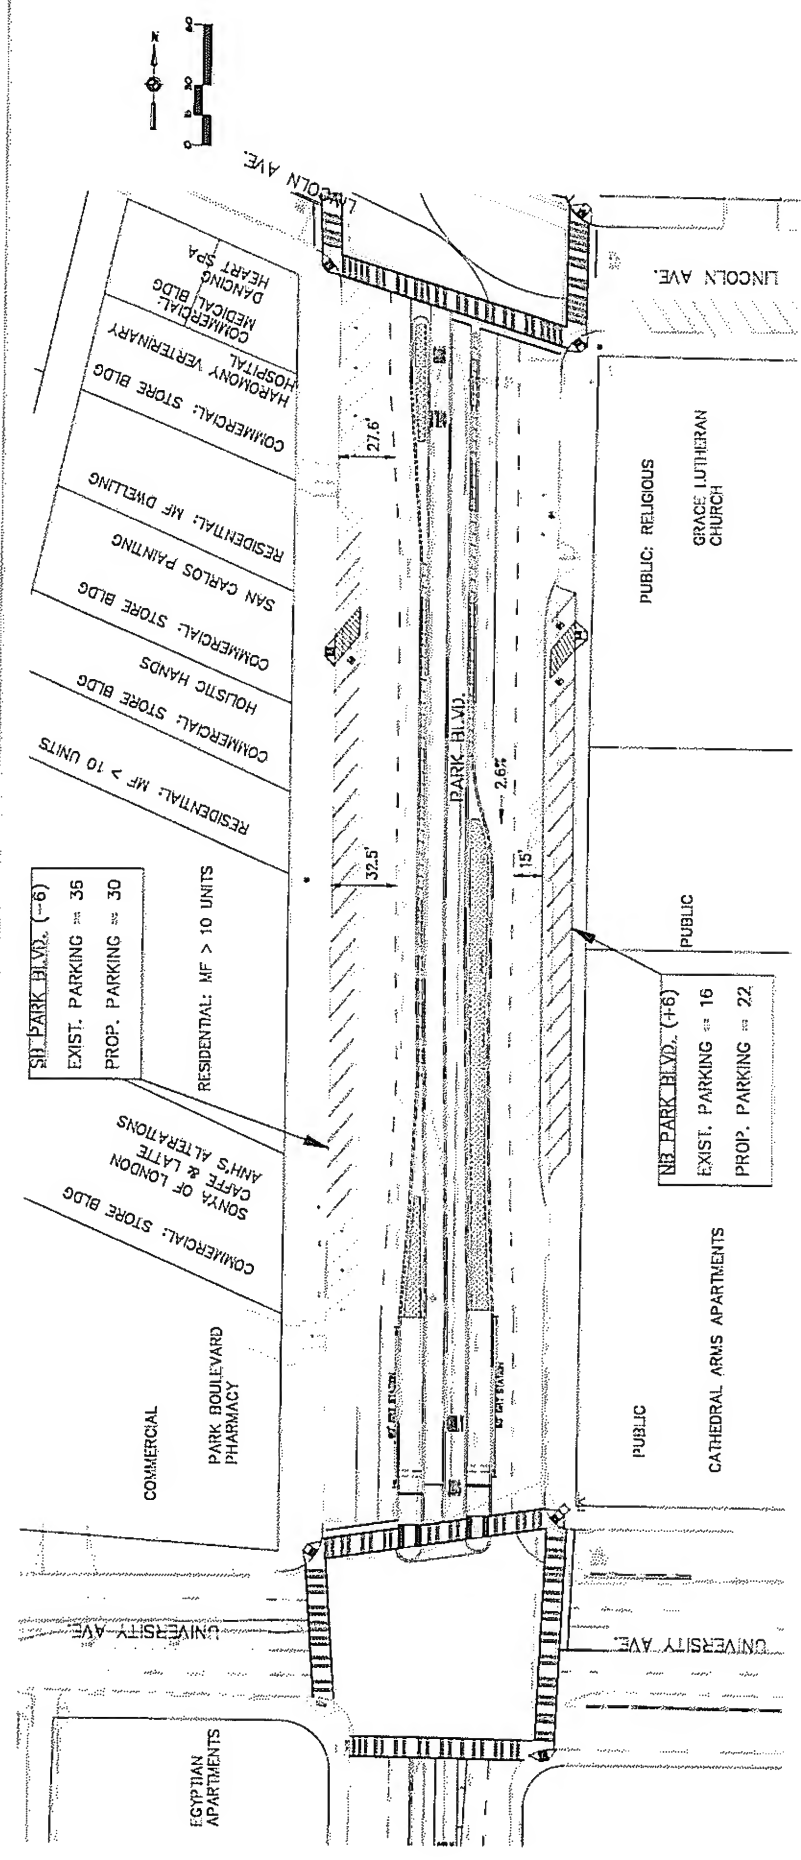 N
0
60
LINCOLN AVE.
COMMERCIAL:
MEDICAL BLDG
DANCING
HEART SPA
HAROMONY VERTERINARY
HOSPITAL
COMMERCIAL: STORE BLDG
RESIDENTIAL: MF DWELLING
SAN CARLOS PAINTING
COMMERCIAL: STORE BLDG
HOLISTIC HANDS
COMMERCIAL: STORE BLDG
RESIDENTIAL: MF > 10 UNITS
SB PARK BLVD. (-6)
EXIST. PARKING = 36
PROP. PARKING = 30
RESIDENTIAL: MF > 10 UNITS
SONYA OF LONDON
CAFFE & LATTE
ANH'S ALTERATIONS
COMMERCIAL: STORE BLDG
PARK BOULEVARD
PHARMACY
COMMERCIAL
27.6'
32.5'
PARK BLVD.
2.6%
15'
LINCOLN AVE.
PUBLIC: RELIGIOUS
GRACE LUTHERAN
CHURCH
PUBLIC
NB PARK BLVD. (+6)
EXIST. PARKING = 16
PROP. PARKING = 22
PUBLIC
CATHEDRAL ARMS APARTMENTS
UNIVERSITY AVE.
UNIVERSITY AVE.
EGYPTIAN
APARTMENTS